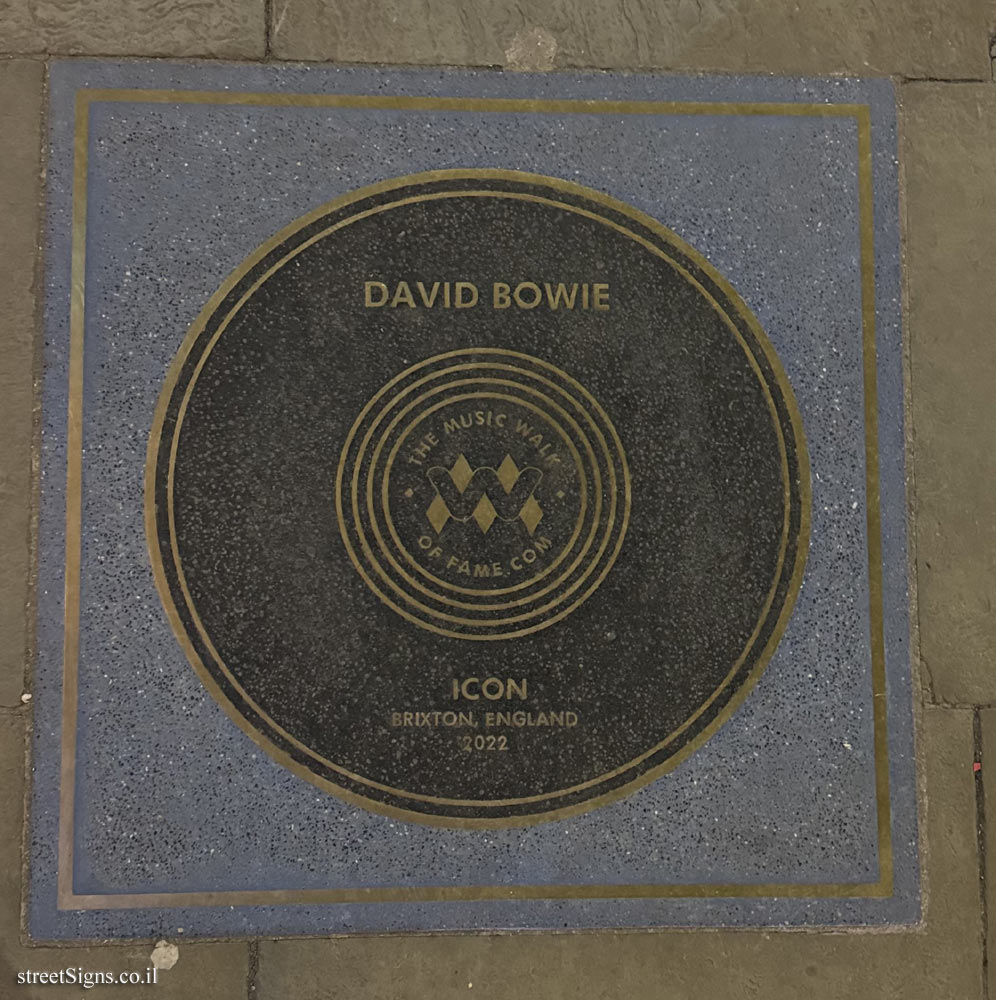 DAVID BOWIE
THE MUSIC WALK
OF FAME.COM
ICON
BRIXTON, ENGLAND
2022
streetSigns.co.il